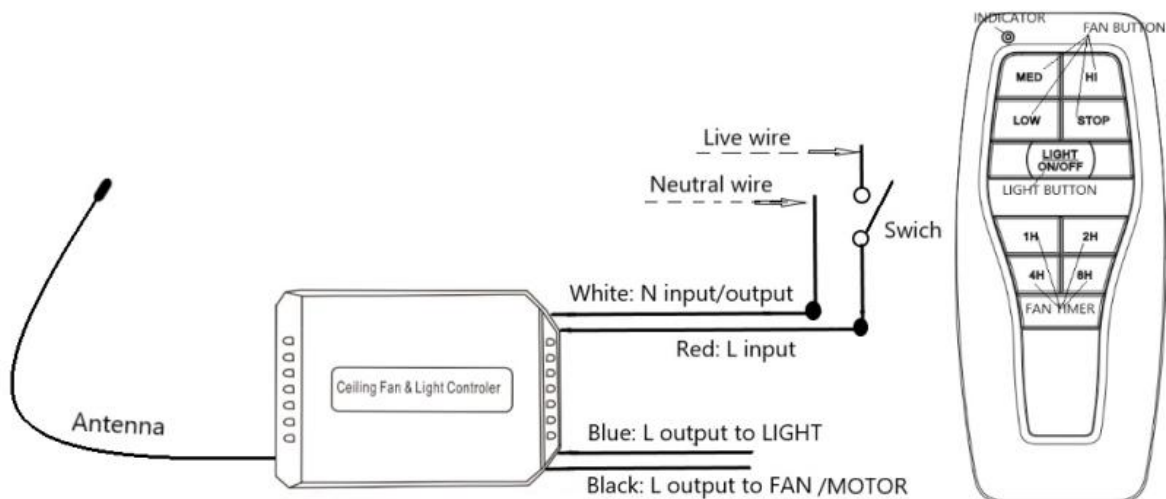 INDICATOR
FAN BUTTON
MED
HI
LOW
STOP
LIGHT
ON/OFF
LIGHT BUTTON
1H
2H
4H
8H
FAN TIMER
Live wire
Neutral wire
Swich
White: N input/output
Red: L input
Ceiling Fan & Light Controler
Antenna
Blue: L output to LIGHT
Black: L output to FAN /MOTOR